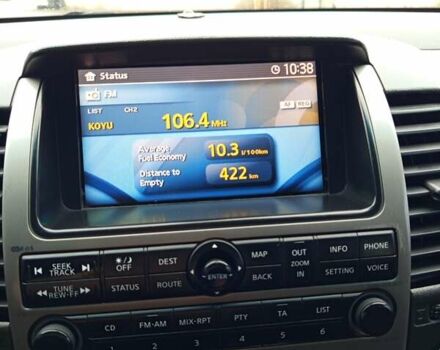 Status 10:38
FM
LIST CH2 AF REG
KOYU 106.4 MHz
Average Fuel Economy 10.3 l/100km
Distance to Empty 422 km
SEEK TRACK OFF DEST ENTER MAP OUT INFO PHONE
ZOOM
TUNE REW-FF STATUS ROUTE BACK IN SETTING VOICE
CD FM-AM MIX-RPT PTY TA LIST
1 2 3 4 5 6